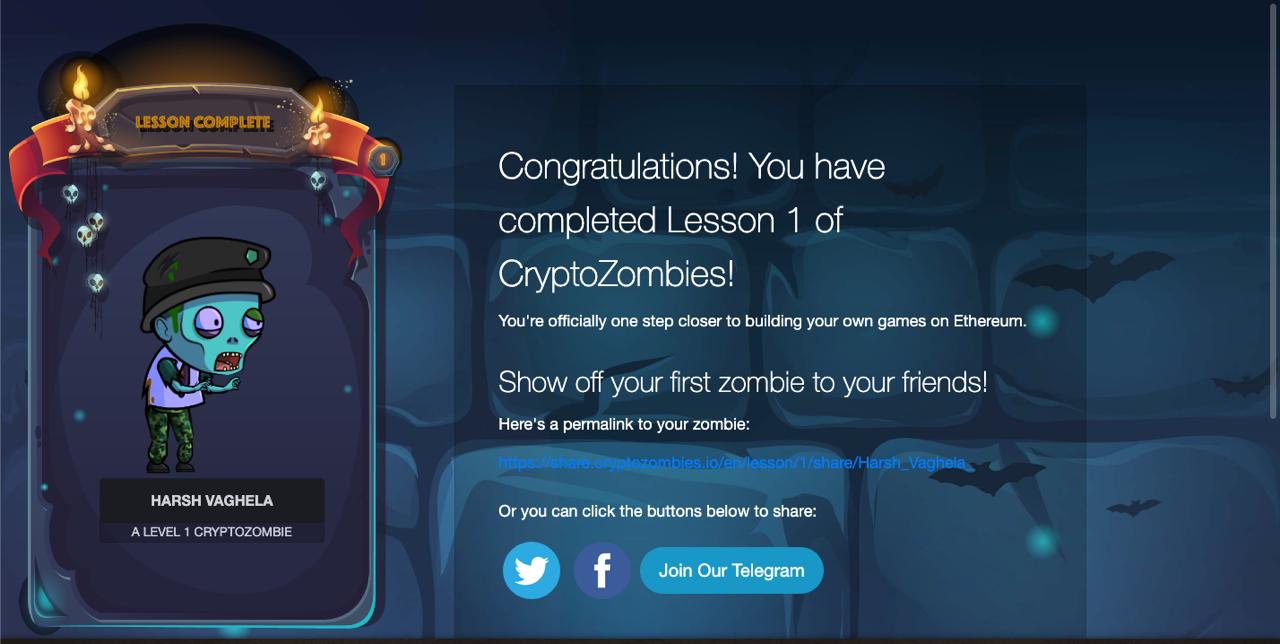 LESSON COMPLETE
1
HARSH VAGHELA
A LEVEL 1 CRYPTOZOMBIE
Congratulations! You have
completed Lesson 1 of
CryptoZombies!
You're officially one step closer to building your own games on Ethereum.
Show off your first zombie to your friends!
Here's a permalink to your zombie:
https://share.cryptozombies.io/en/lesson/1/share/Harsh_Vaghela
Or you can click the buttons below to share:
Join Our Telegram